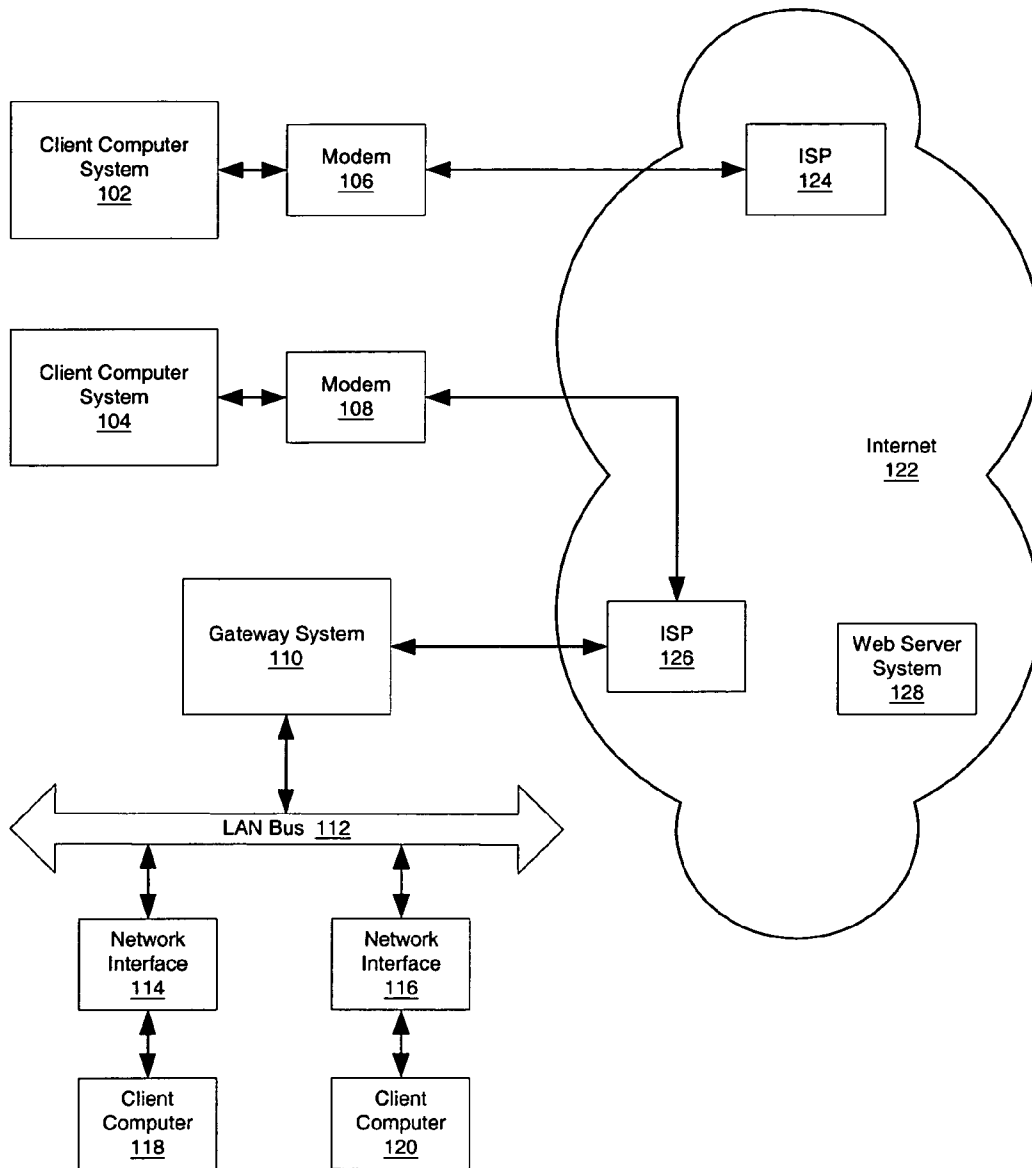 Client Computer
System
102
Modem
106
ISP
124
Client Computer
System
104
Modem
108
Internet
122
Gateway System
110
ISP
126
Web Server
System
128
LAN Bus 112
Network
Interface
114
Network
Interface
116
Client
Computer
118
Client
Computer
120